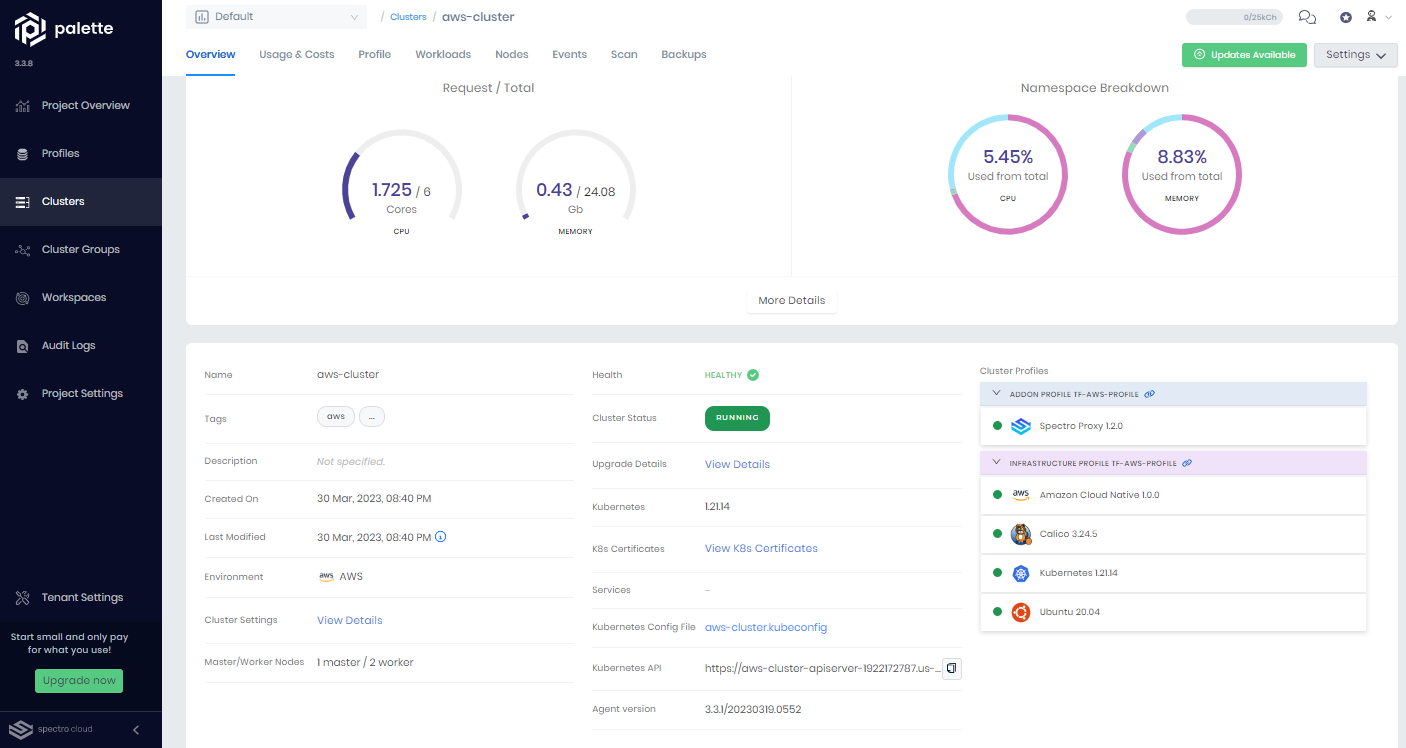 palette
3.3.8
Project Overview
Profiles
Clusters
Cluster Groups
Workspaces
Audit Logs
Project Settings
Tenant Settings
Start small and only pay
for what you use!
Upgrade now
spectro cloud
Default
/ Clusters / aws-cluster
0/25kCh
Overview Usage & Costs Profile Workloads Nodes Events Scan Backups
Updates Available
Settings
Request / Total
1.725 / 6
Cores
CPU
0.43 / 24.08
Gb
MEMORY
Namespace Breakdown
5.45%
Used from total
CPU
8.83%
Used from total
MEMORY
More Details
Name aws-cluster
Tags aws ...
Description Not specified.
Created On 30 Mar, 2023, 08:40 PM
Last Modified 30 Mar, 2023, 08:40 PM
Environment aws AWS
Cluster Settings View Details
Master/Worker Nodes 1 master / 2 worker
Health HEALTHY
Cluster Status RUNNING
Upgrade Details View Details
Kubernetes 1.21.14
K8s Certificates View K8s Certificates
Services -
Kubernetes Config File aws-cluster.kubeconfig
Kubernetes API https://aws-cluster-apiserver-1922172787.us-...
Agent version 3.3.1/20230319.0552
Cluster Profiles
ADDON PROFILE TF-AWS-PROFILE
Spectro Proxy 1.2.0
INFRASTRUCTURE PROFILE TF-AWS-PROFILE
aws Amazon Cloud Native 1.0.0
Calico 3.24.5
Kubernetes 1.21.14
Ubuntu 20.04